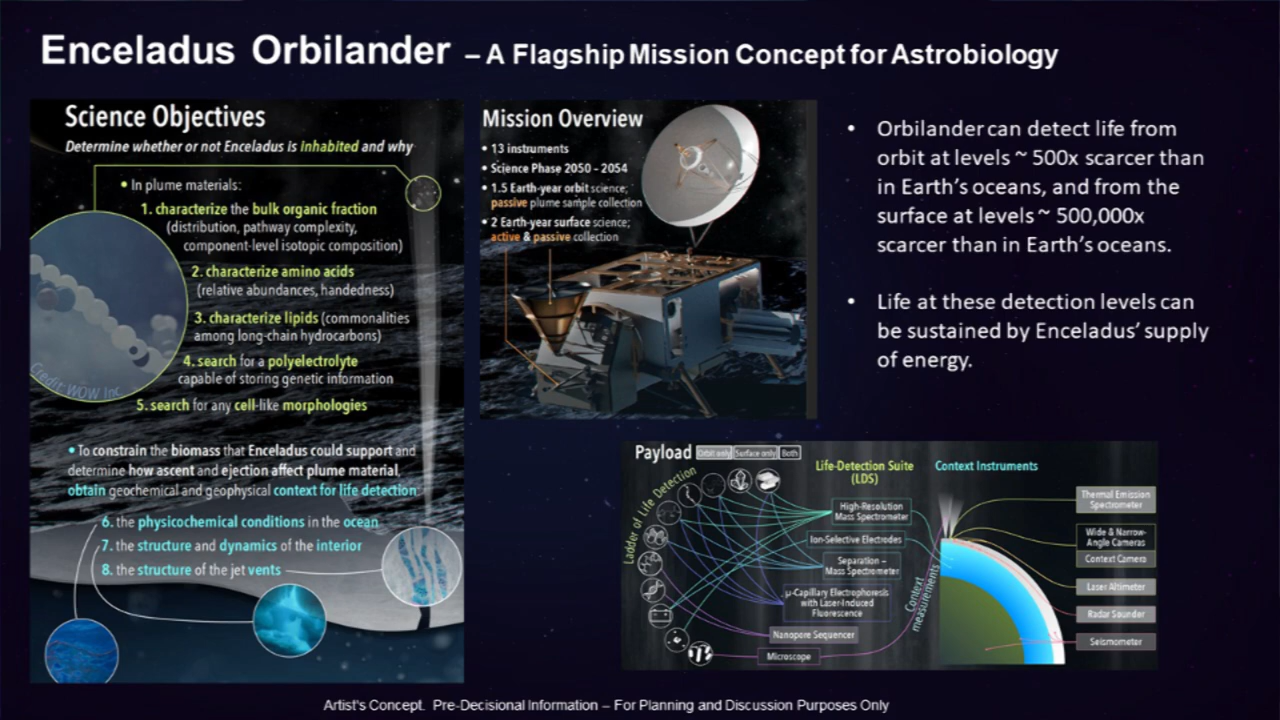 Enceladus Orbilander – A Flagship Mission Concept for Astrobiology
Science Objectives
Determine whether or not Enceladus is inhabited and why
• In plume materials:
1. characterize the bulk organic fraction
(distribution, pathway complexity,
component-level isotopic composition)
2. characterize amino acids
(relative abundances, handedness)
3. characterize lipids (commonalities
among long-chain hydrocarbons)
4. search for a polyelectrolyte
capable of storing genetic information
5. search for any cell-like morphologies
Credit: WOW Inc.
• To constrain the biomass that Enceladus could support and
determine how ascent and ejection affect plume material,
obtain geochemical and geophysical context for life detection:
6. the physicochemical conditions in the ocean
7. the structure and dynamics of the interior
8. the structure of the jet vents
Mission Overview
• 13 instruments
• Science Phase 2050 – 2054
• 1.5 Earth-year orbit science;
passive plume sample collection
• 2 Earth-year surface science;
active & passive collection
• Orbilander can detect life from
orbit at levels ~ 500x scarcer than
in Earth's oceans, and from the
surface at levels ~ 500,000x
scarcer than in Earth's oceans.
• Life at these detection levels can
be sustained by Enceladus' supply
of energy.
Payload
Orbit only
Surface only
Both
Ladder of Life Detection
Life-Detection Suite
(LDS)
High-Resolution
Mass Spectrometer
Ion-Selective Electrodes
Separation –
Mass Spectrometer
µ-Capillary Electrophoresis
with Laser-Induced
Fluorescence
Nanopore Sequencer
Microscope
Context
measurements
Context Instruments
Thermal Emission
Spectrometer
Wide & Narrow-
Angle Cameras
Context Camera
Laser Altimeter
Radar Sounder
Seismometer
Artist's Concept. Pre-Decisional Information – For Planning and Discussion Purposes Only